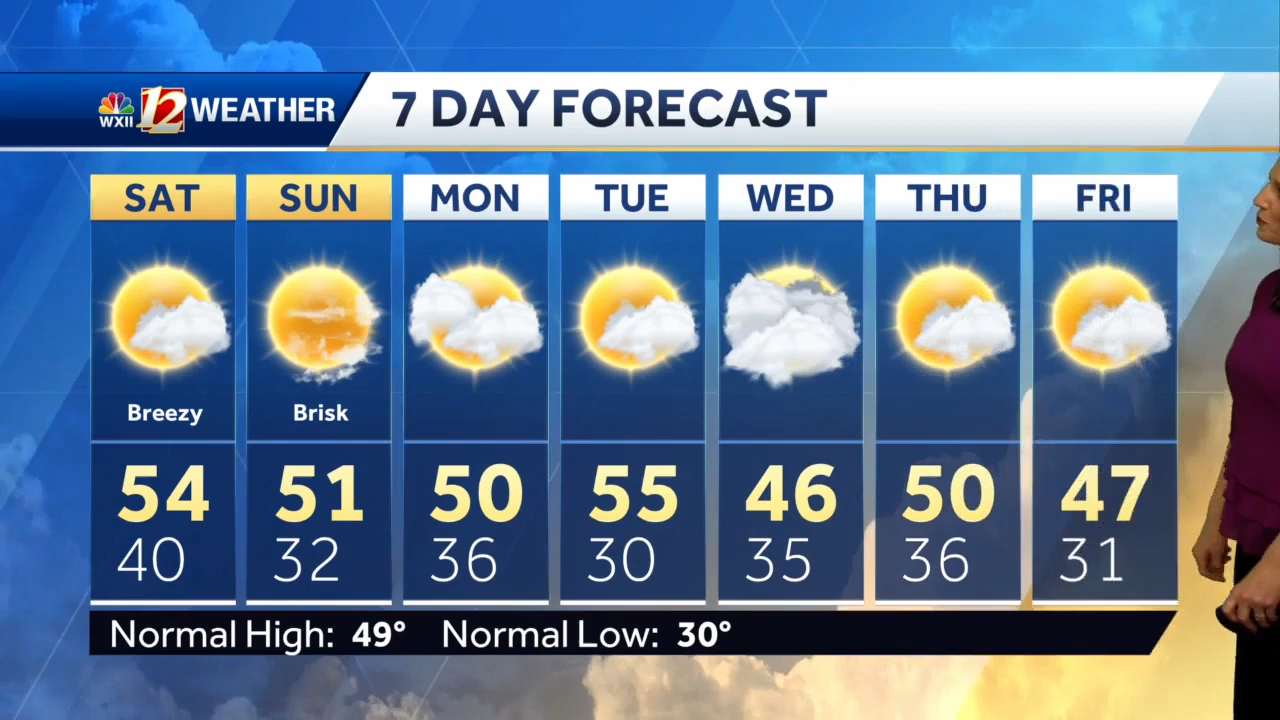 WXII 12 WEATHER
7 DAY FORECAST
SAT SUN MON TUE WED THU FRI
Breezy Brisk
54 51 50 55 46 50 47
40 32 36 30 35 36 31
Normal High: 49° Normal Low: 30°